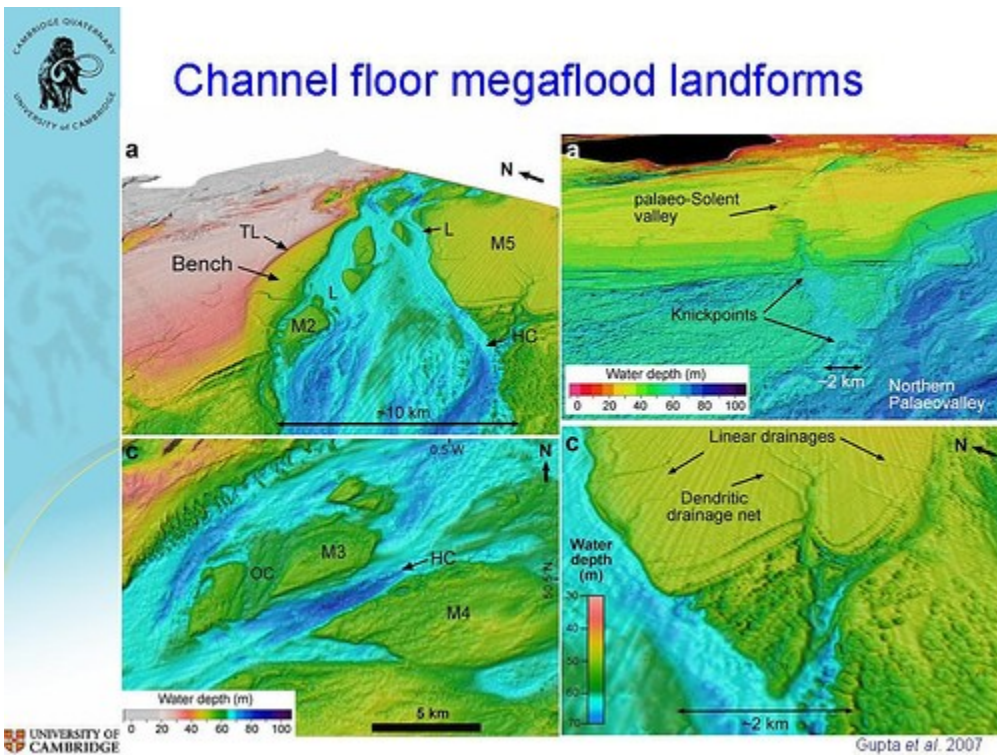 CAMBRIDGE QUATERNARY
UNIVERSITY of CAMBRIDGE
Channel floor megaflood landforms
a
N
TL
L
M5
Bench
L
M2
HC
~10 km
a
palaeo-Solent
valley
Knickpoints
~2 km
Water depth (m)
0 20 40 60 80 100
Northern
Palaeovalley
c
0.5°W
N
M3
HC
OC
M4
50.5°N
Water depth (m)
0 20 40 60 80 100
5 km
C
Linear drainages
N
Dendritic
drainage net
Water
depth
(m)
30
40
50
60
70
~2 km
UNIVERSITY OF
CAMBRIDGE
Gupta et al. 2007